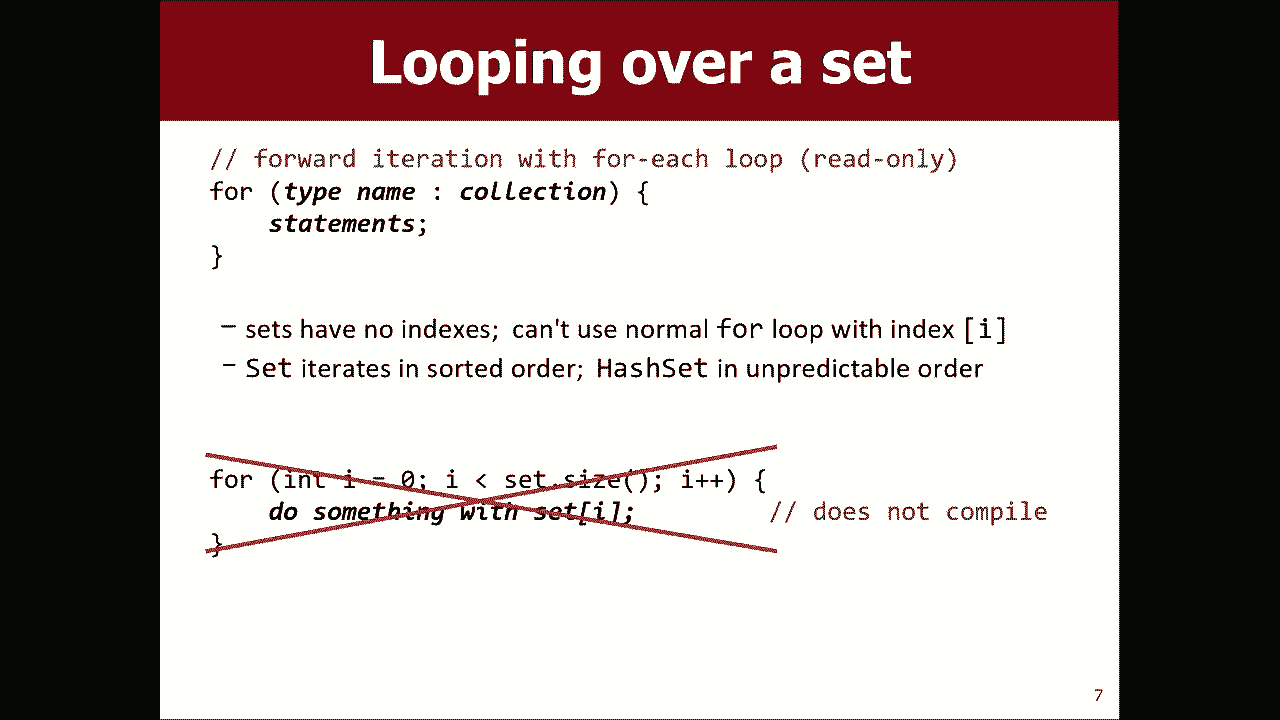 Looping over a set
// forward iteration with for-each loop (read-only)
for (type name : collection) {
    statements;
}
– sets have no indexes;  can't use normal for loop with index [i]
– Set iterates in sorted order;  HashSet in unpredictable order
for (int i = 0; i < set.size(); i++) {
    do something with set[i];         // does not compile
}
7